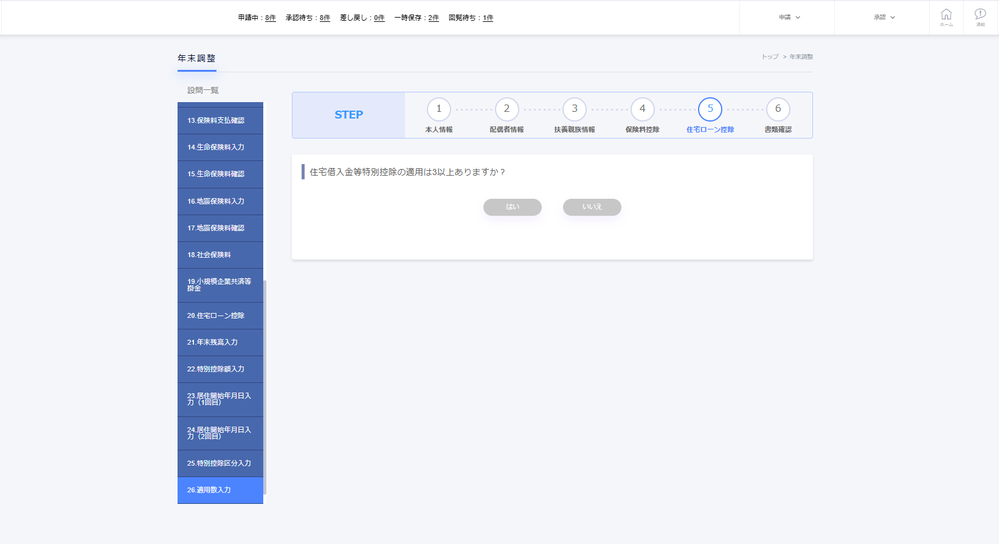 申請中：8件 承認待ち：8件 差し戻し：0件 一時保存：2件 回覧待ち：1件
申請
承認
ホーム
通知
年末調整
トップ > 年末調整
設問一覧
13.保険料支払確認
14.生命保険料入力
15.生命保険料確認
16.地震保険料入力
17.地震保険料確認
18.社会保険料
19.小規模企業共済等
掛金
20.住宅ローン控除
21.年末残高入力
22.特別控除額入力
23.居住開始年月日入
力（1回目）
24.居住開始年月日入
力（2回目）
25.特別控除区分入力
26.適用数入力
STEP
1 2 3 4 5 6
本人情報 配偶者情報 扶養親族情報 保険料控除 住宅ローン控除 書類確認
住宅借入金等特別控除の適用は3以上ありますか？
はい いいえ